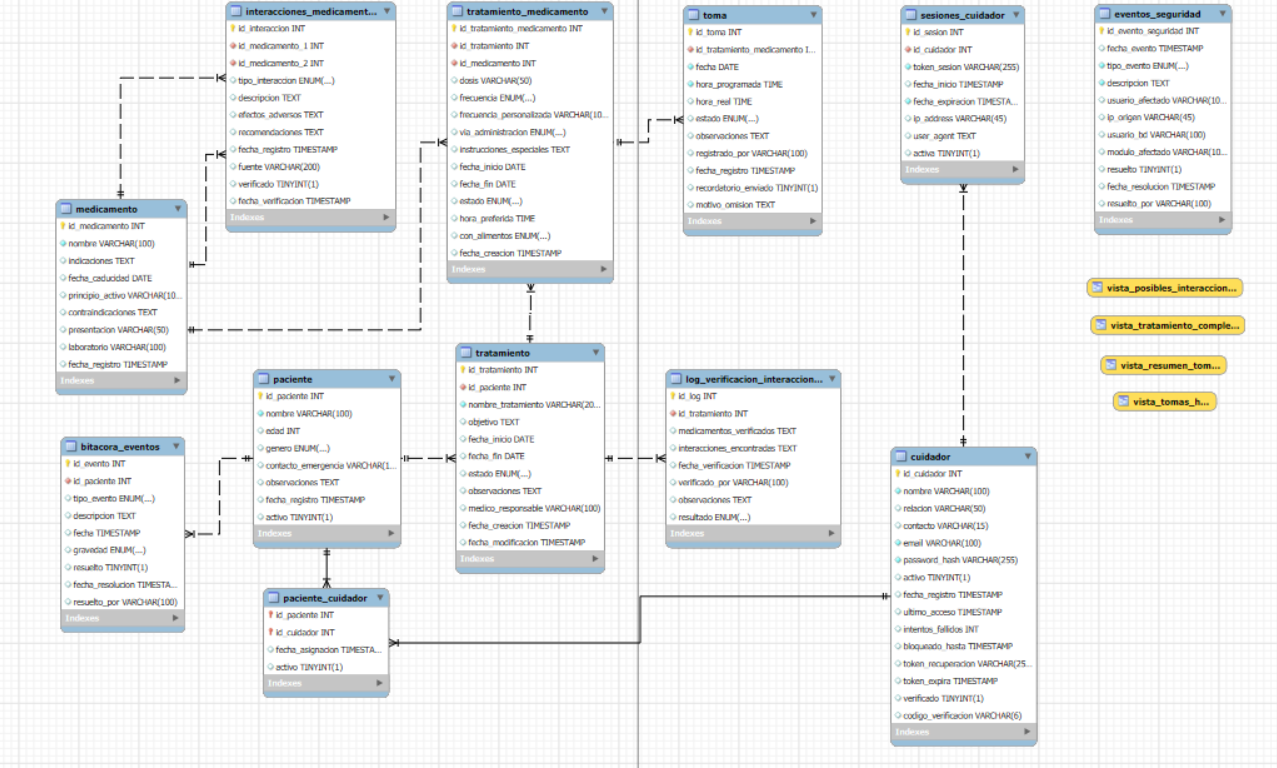 interacciones_medicament...
id_interaccion INT
id_medicamento_1 INT
id_medicamento_2 INT
tipo_interaccion ENUM(...)
descripcion TEXT
efectos_adversos TEXT
recomendaciones TEXT
fecha_registro TIMESTAMP
fuente VARCHAR(200)
verificado TINYINT(1)
fecha_verificacion TIMESTAMP
Indexes
tratamiento_medicamento
id_tratamiento_medicamento INT
id_tratamiento INT
id_medicamento INT
dosis VARCHAR(50)
frecuencia ENUM(...)
frecuencia_personalizada VARCHAR(10...
via_administracion ENUM(...)
instrucciones_especiales TEXT
fecha_inicio DATE
fecha_fin DATE
estado ENUM(...)
hora_preferida TIME
con_alimentos ENUM(...)
fecha_creacion TIMESTAMP
Indexes
toma
id_toma INT
id_tratamiento_medicamento I...
fecha DATE
hora_programada TIME
hora_real TIME
estado ENUM(...)
observaciones TEXT
registrado_por VARCHAR(100)
fecha_registro TIMESTAMP
recordatorio_enviado TINYINT(1)
motivo_omision TEXT
Indexes
sesiones_cuidador
id_sesion INT
id_cuidador INT
token_sesion VARCHAR(255)
fecha_inicio TIMESTAMP
fecha_expiracion TIMESTA...
ip_address VARCHAR(45)
user_agent TEXT
activa TINYINT(1)
Indexes
eventos_seguridad
id_evento_seguridad INT
fecha_evento TIMESTAMP
tipo_evento ENUM(...)
descripcion TEXT
usuario_afectado VARCHAR(10...
ip_origen VARCHAR(45)
usuario_bd VARCHAR(100)
modulo_afectado VARCHAR(10...
resuelto TINYINT(1)
fecha_resolucion TIMESTAMP
resuelto_por VARCHAR(100)
Indexes
medicamento
id_medicamento INT
nombre VARCHAR(100)
indicaciones TEXT
fecha_caducidad DATE
principio_activo VARCHAR(10...
contraindicaciones TEXT
presentacion VARCHAR(50)
laboratorio VARCHAR(100)
fecha_registro TIMESTAMP
Indexes
vista_posibles_interaccion...
vista_tratamiento_comple...
vista_resumen_tom...
vista_tomas_h...
paciente
id_paciente INT
nombre VARCHAR(100)
edad INT
genero ENUM(...)
contacto_emergencia VARCHAR(1...
observaciones TEXT
fecha_registro TIMESTAMP
activo TINYINT(1)
Indexes
tratamiento
id_tratamiento INT
id_paciente INT
nombre_tratamiento VARCHAR(20...
objetivo TEXT
fecha_inicio DATE
fecha_fin DATE
estado ENUM(...)
observaciones TEXT
medico_responsable VARCHAR(100)
fecha_creacion TIMESTAMP
fecha_modificacion TIMESTAMP
Indexes
log_verificacion_interaccion...
id_log INT
id_tratamiento INT
medicamentos_verificados TEXT
interacciones_encontradas TEXT
fecha_verificacion TIMESTAMP
verificado_por VARCHAR(100)
observaciones TEXT
resultado ENUM(...)
Indexes
bitacora_eventos
id_evento INT
id_paciente INT
tipo_evento ENUM(...)
descripcion TEXT
fecha TIMESTAMP
gravedad ENUM(...)
resuelto TINYINT(1)
fecha_resolucion TIMESTA...
resuelto_por VARCHAR(100)
Indexes
paciente_cuidador
id_paciente INT
id_cuidador INT
fecha_asignacion TIMESTA...
activo TINYINT(1)
Indexes
cuidador
id_cuidador INT
nombre VARCHAR(100)
relacion VARCHAR(50)
contacto VARCHAR(15)
email VARCHAR(100)
password_hash VARCHAR(255)
activo TINYINT(1)
fecha_registro TIMESTAMP
ultimo_acceso TIMESTAMP
intentos_fallidos INT
bloqueado_hasta TIMESTAMP
token_recuperacion VARCHAR(25...
token_expira TIMESTAMP
verificado TINYINT(1)
codigo_verificacion VARCHAR(6)
Indexes